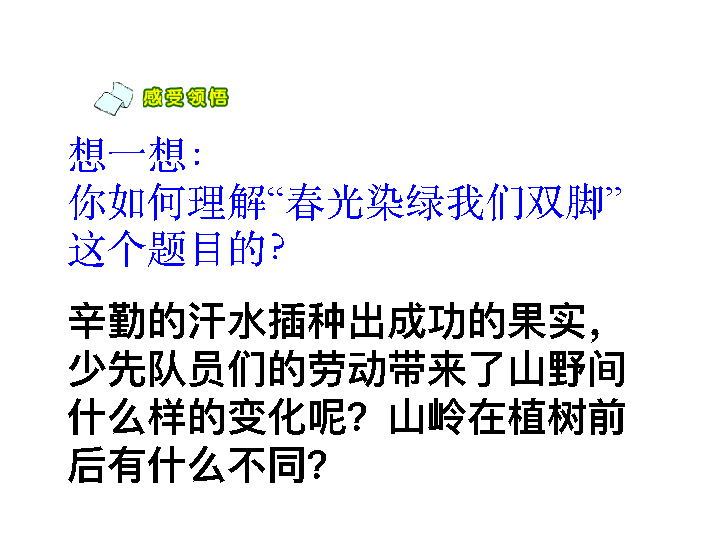 感受领悟
想一想：
你如何理解“春光染绿我们双脚”
这个题目的？
辛勤的汗水插种出成功的果实，
少先队员们的劳动带来了山野间
什么样的变化呢？山岭在植树前
后有什么不同？